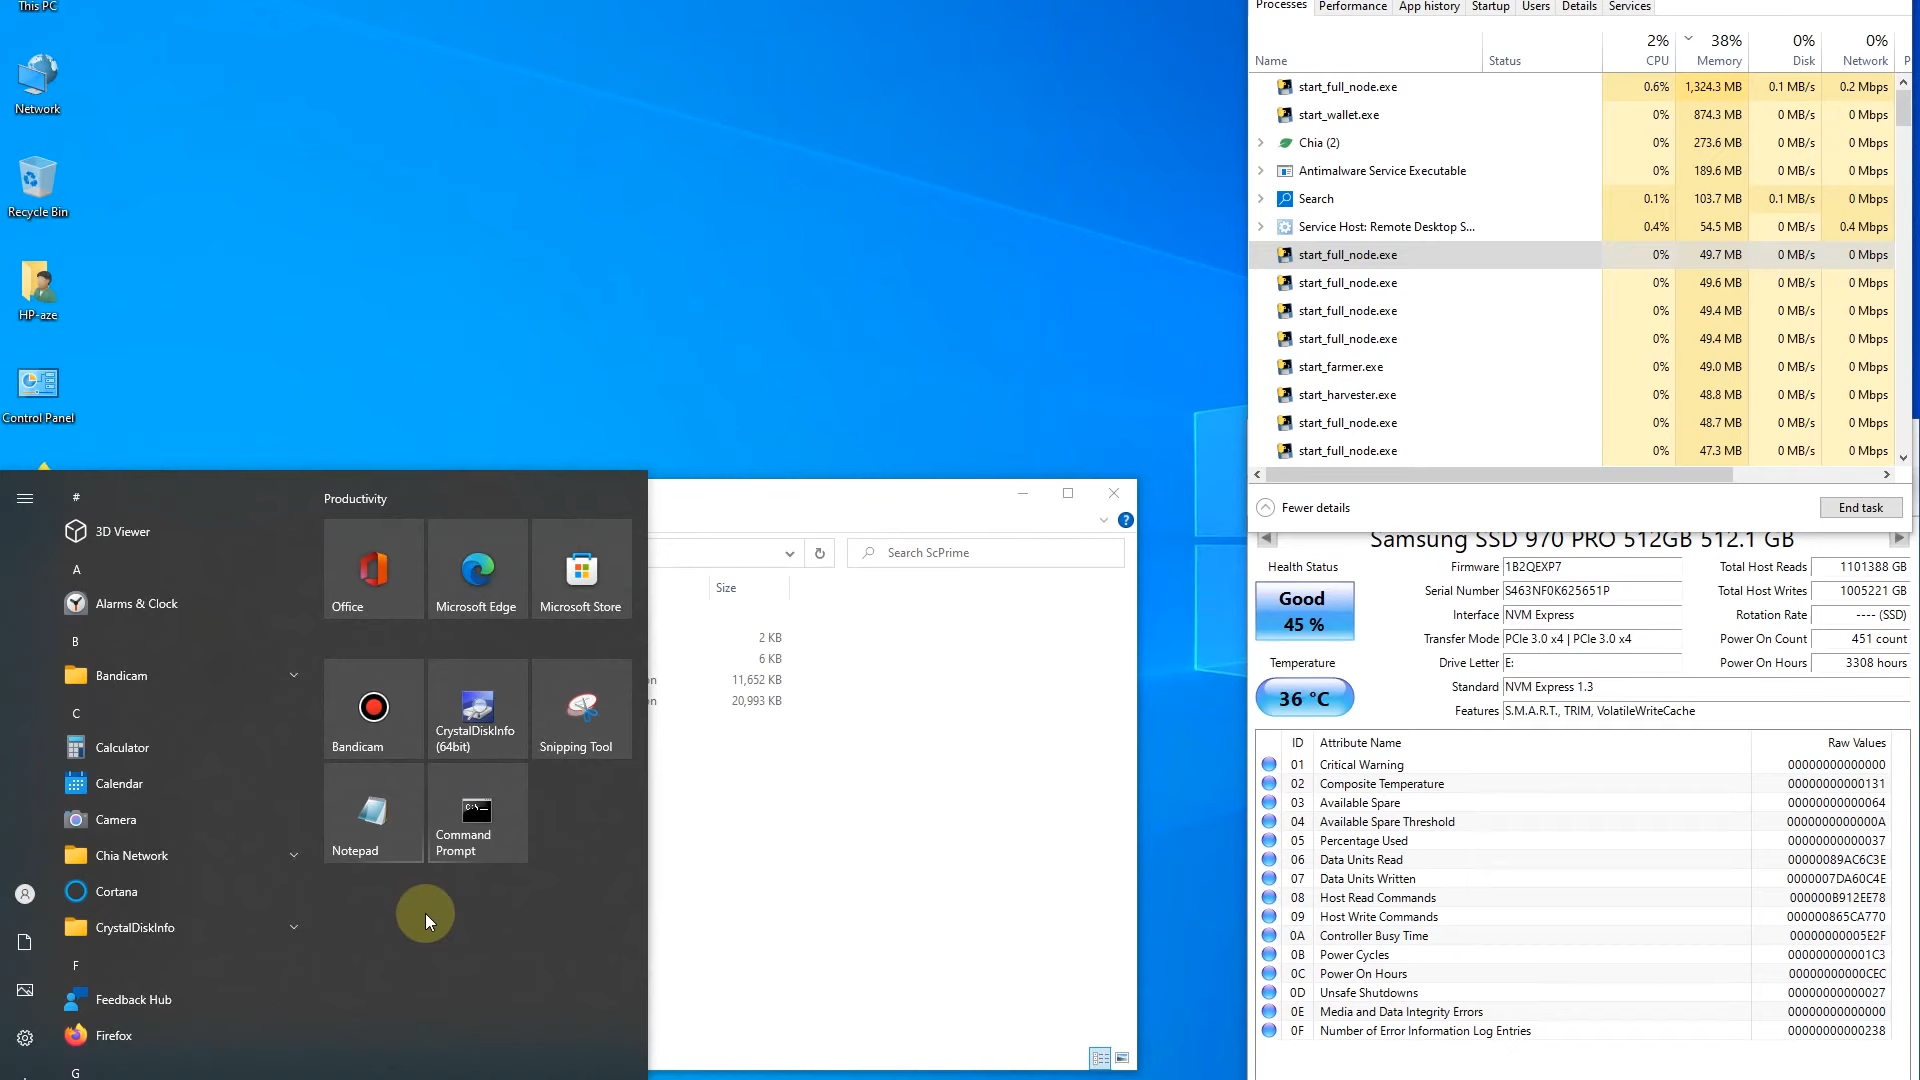 This PC
Network
Recycle Bin
HP-aze
Control Panel
#
3D Viewer
A
Alarms & Clock
B
Bandicam
C
Calculator
Calendar
Camera
Chia Network
Cortana
CrystalDiskInfo
F
Feedback Hub
Firefox
G
Productivity
Office
Microsoft Edge
Microsoft Store
Bandicam
CrystalDiskInfo
(64bit)
Snipping Tool
Notepad
Command
Prompt
Search ScPrime
Size
2 KB
6 KB
11,652 KB
20,993 KB
Processes Performance App history Startup Users Details Services
2% 38% 0% 0%
Name Status CPU Memory Disk Network P
start_full_node.exe 0.6% 1,324.3 MB 0.1 MB/s 0.2 Mbps
start_wallet.exe 0% 874.3 MB 0 MB/s 0 Mbps
Chia (2) 0% 273.6 MB 0 MB/s 0 Mbps
Antimalware Service Executable 0% 189.6 MB 0 MB/s 0 Mbps
Search 0.1% 103.7 MB 0.1 MB/s 0 Mbps
Service Host: Remote Desktop S... 0.4% 54.5 MB 0 MB/s 0.4 Mbps
start_full_node.exe 0% 49.7 MB 0 MB/s 0 Mbps
start_full_node.exe 0% 49.6 MB 0 MB/s 0 Mbps
start_full_node.exe 0% 49.4 MB 0 MB/s 0 Mbps
start_full_node.exe 0% 49.4 MB 0 MB/s 0 Mbps
start_farmer.exe 0% 49.0 MB 0 MB/s 0 Mbps
start_harvester.exe 0% 48.8 MB 0 MB/s 0 Mbps
start_full_node.exe 0% 48.7 MB 0 MB/s 0 Mbps
start_full_node.exe 0% 47.3 MB 0 MB/s 0 Mbps
Fewer details End task
Samsung SSD 970 PRO 512GB 512.1 GB
Health Status
Good
45 %
Temperature
36 °C
Firmware 1B2QEXP7 Total Host Reads 1101388 GB
Serial Number S463NF0K625651P Total Host Writes 1005221 GB
Interface NVM Express Rotation Rate ---- (SSD)
Transfer Mode PCIe 3.0 x4 | PCIe 3.0 x4 Power On Count 451 count
Drive Letter E: Power On Hours 3308 hours
Standard NVM Express 1.3
Features S.M.A.R.T., TRIM, VolatileWriteCache
ID Attribute Name Raw Values
01 Critical Warning 00000000000000
02 Composite Temperature 00000000000131
03 Available Spare 00000000000064
04 Available Spare Threshold 0000000000000A
05 Percentage Used 00000000000037
06 Data Units Read 00000089AC6C3E
07 Data Units Written 0000007DA60C4E
08 Host Read Commands 000000B912EE78
09 Host Write Commands 000000865CA770
0A Controller Busy Time 00000000005E2F
0B Power Cycles 000000000001C3
0C Power On Hours 00000000000CEC
0D Unsafe Shutdowns 00000000000027
0E Media and Data Integrity Errors 00000000000000
0F Number of Error Information Log Entries 00000000000238